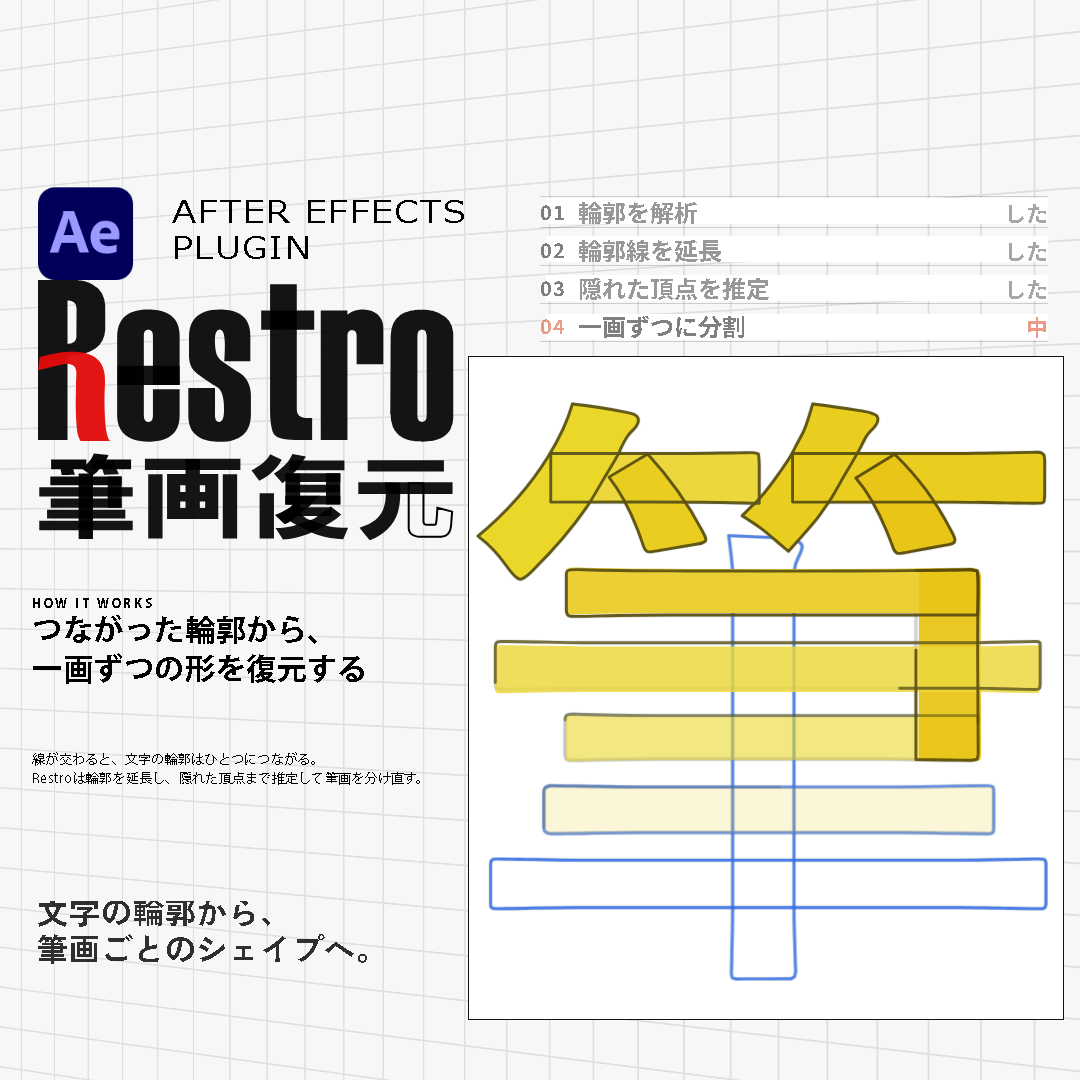 Ae
AFTER EFFECTS
PLUGIN
Restro
筆画復元
01 輪郭を解析 した
02 輪郭線を延長 した
03 隠れた頂点を推定 した
04 一画ずつに分割 中
HOW IT WORKS
つながった輪郭から、
一画ずつの形を復元する
線が交わると、文字の輪郭はひとつにつながる。
Restroは輪郭を延長し、隠れた頂点まで推定して筆画を分け直す。
文字の輪郭から、
筆画ごとのシェイプへ。
筆